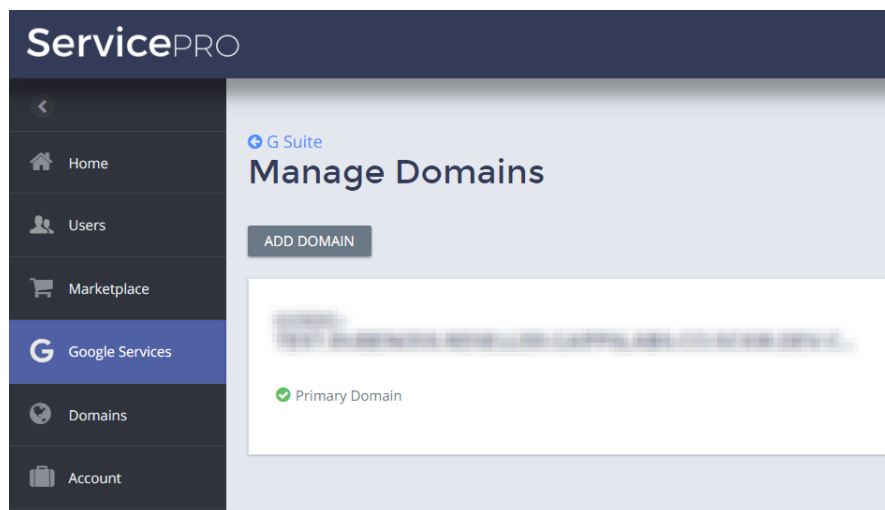 ServicePRO
G Suite
Manage Domains
Home
Users
ADD DOMAIN
Marketplace
Google Services
Primary Domain
Domains
Account